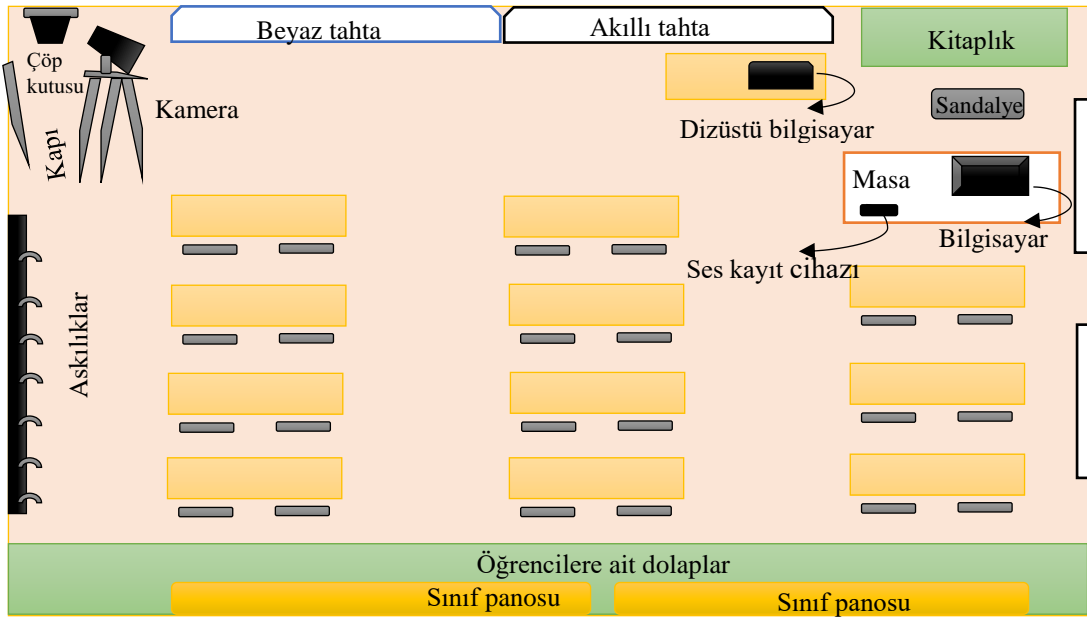 Beyaz tahta
Akıllı tahta
Kitaplık
Çöp
kutusu
Kamera
Kapı
Dizüstü bilgisayar
Sandalye
Masa
Bilgisayar
Ses kayıt cihazı
Askılıklar
Öğrencilere ait dolaplar
Sınıf panosu
Sınıf panosu